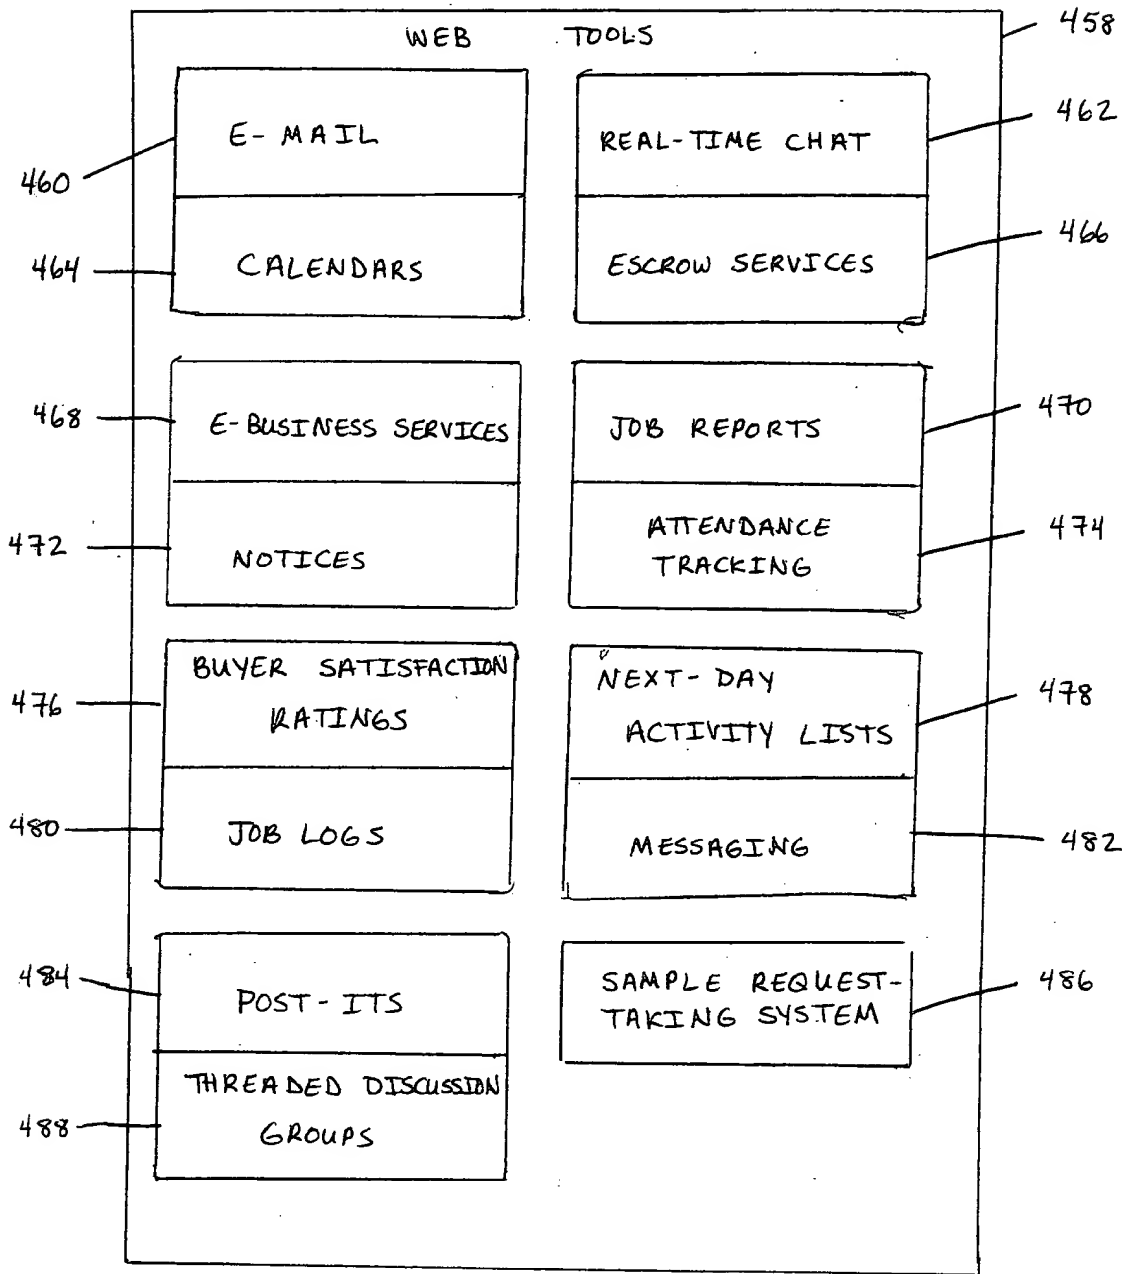 WEB TOOLS
458
E-MAIL
460
REAL-TIME CHAT
462
CALENDARS
464
ESCROW SERVICES
466
E-BUSINESS SERVICES
468
JOB REPORTS
470
NOTICES
472
ATTENDANCE
TRACKING
474
BUYER SATISFACTION
RATINGS
476
NEXT-DAY
ACTIVITY LISTS
478
JOB LOGS
480
MESSAGING
482
POST-ITS
484
SAMPLE REQUEST-
TAKING SYSTEM
486
THREADED DISCUSSION
GROUPS
488